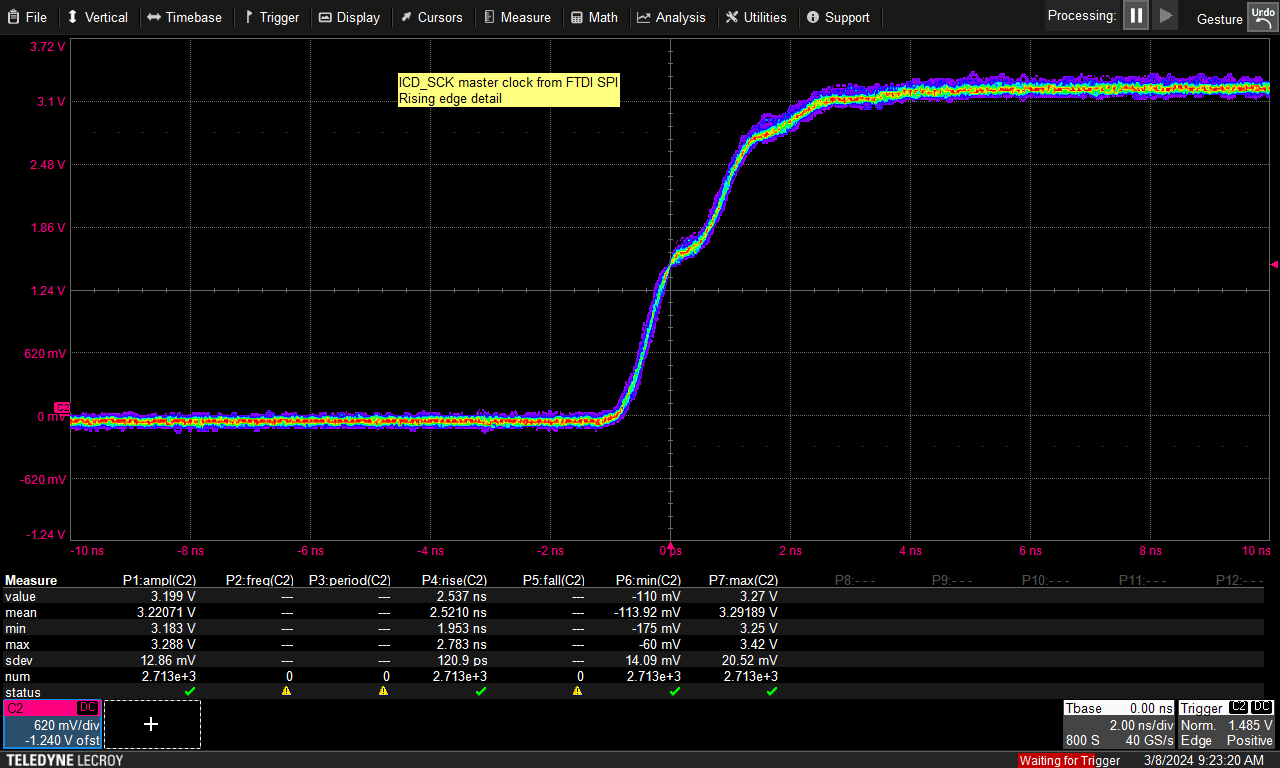 File Vertical Timebase Trigger Display Cursors Measure Math Analysis Utilities Support Processing: Gesture Undo
3.72 V
ICD_SCK master clock from FTDI SPI
Rising edge detail
3.1 V
2.48 V
1.86 V
1.24 V
620 mV
C2
0 mV
-620 mV
-1.24 V
-10 ns -8 ns -6 ns -4 ns -2 ns 0 ps 2 ns 4 ns 6 ns 8 ns 10 ns
Measure P1:ampl(C2) P2:freq(C2) P3:period(C2) P4:rise(C2) P5:fall(C2) P6:min(C2) P7:max(C2) P8:- - - P9:- - - P10:- - - P11:- - - P12:- - -
value 3.199 V --- --- 2.537 ns --- -110 mV 3.27 V
mean 3.22071 V --- --- 2.5210 ns --- -113.92 mV 3.29189 V
min 3.183 V --- --- 1.953 ns --- -175 mV 3.25 V
max 3.288 V --- --- 2.783 ns --- -60 mV 3.42 V
sdev 12.86 mV --- --- 120.9 ps --- 14.09 mV 20.52 mV
num 2.713e+3 0 0 2.713e+3 0 2.713e+3 2.713e+3
status
C2 DC
620 mV/div
-1.240 V ofst
+
Tbase 0.00 ns
2.00 ns/div
800 S 40 GS/s
Trigger C2 DC
Norm. 1.485 V
Edge Positive
TELEDYNE LECROY Waiting for Trigger 3/8/2024 9:23:20 AM